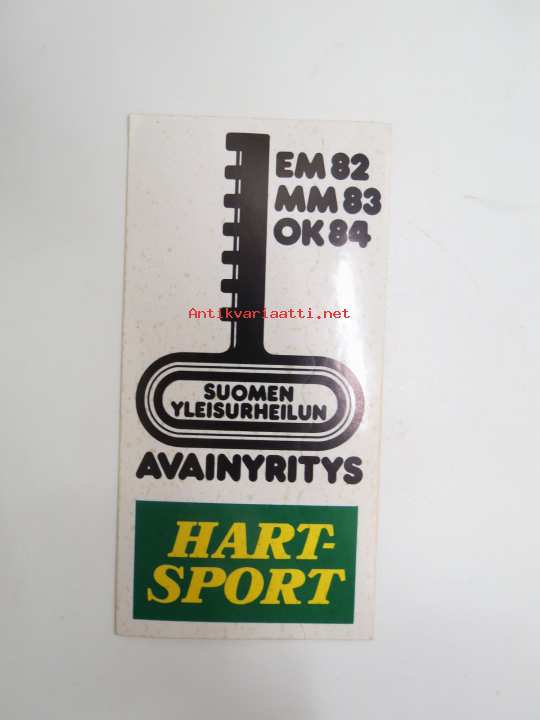 EM 82
MM 83
OK 84
Antikvariaatti.net
SUOMEN
YLEISURHEILUN
AVAINYRITYS
HART-
SPORT